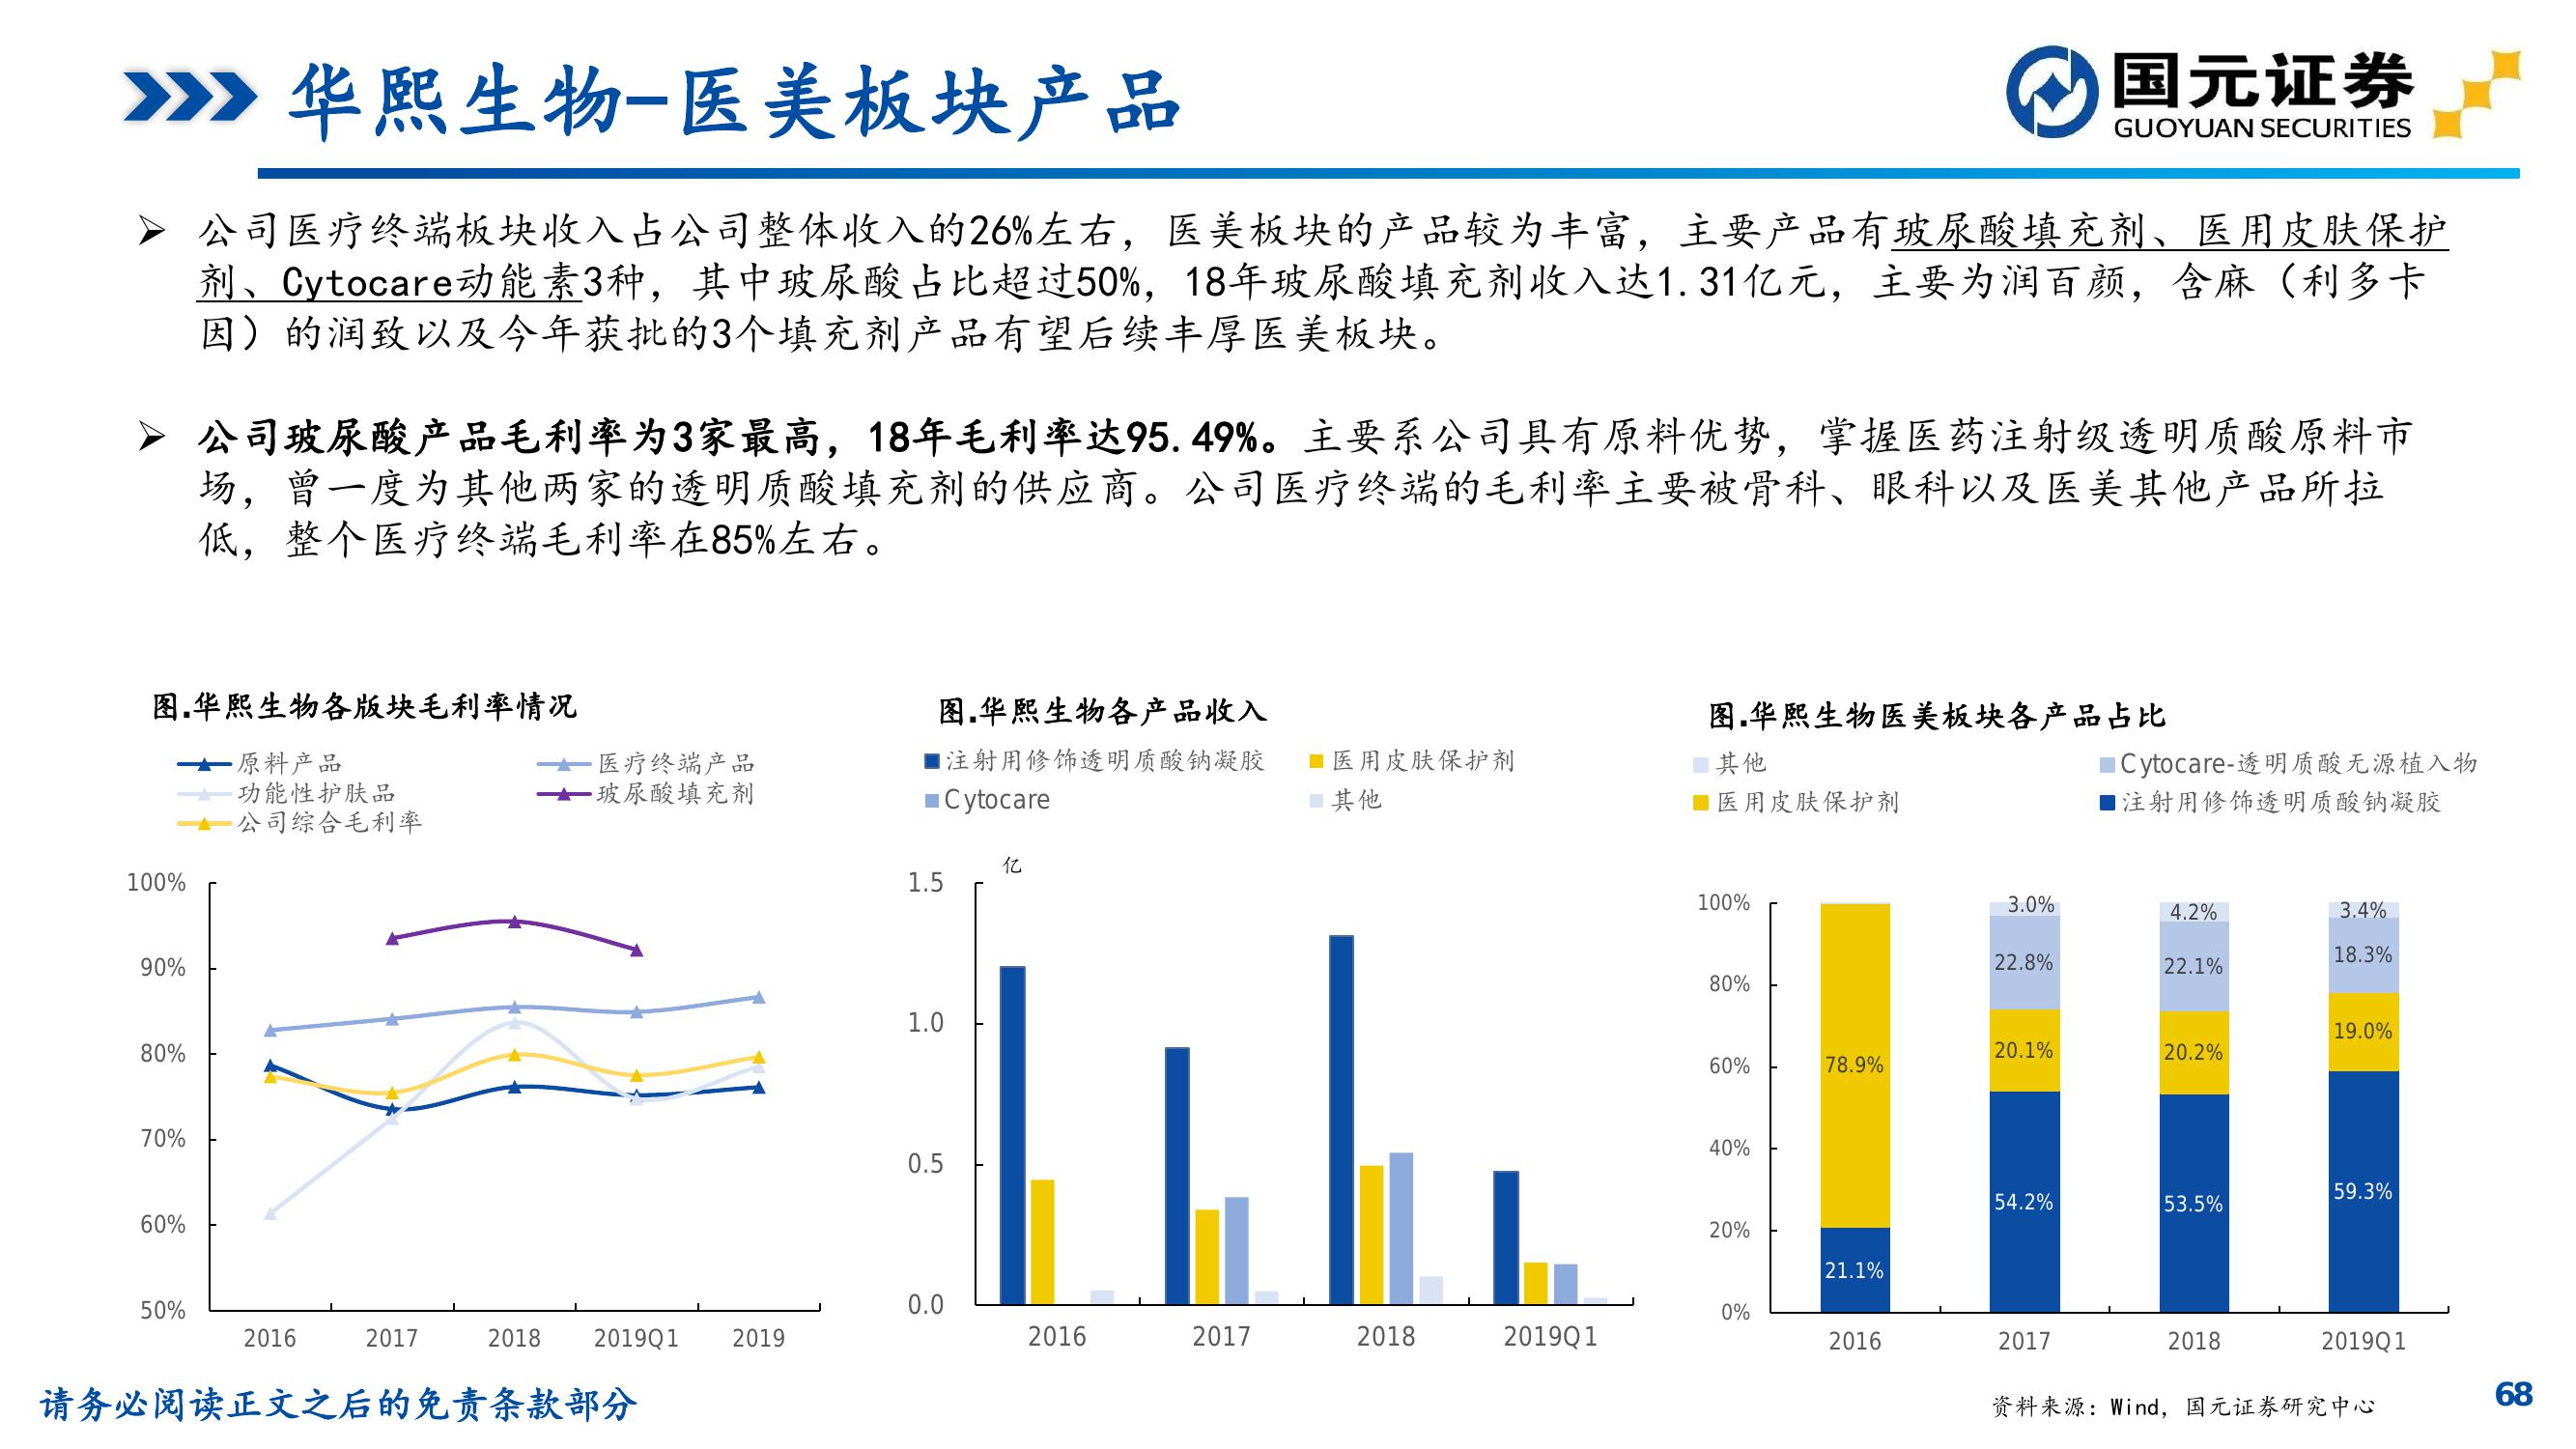 华熙生物-医美板块产品
国元证券
GUOYUAN SECURITIES
公司医疗终端板块收入占公司整体收入的26%左右，医美板块的产品较为丰富，主要产品有玻尿酸填充剂、医用皮肤保护
剂、Cytocare动能素3种，其中玻尿酸占比超过50%，18年玻尿酸填充剂收入达1.31亿元，主要为润百颜，含麻（利多卡
因）的润致以及今年获批的3个填充剂产品有望后续丰厚医美板块。
公司玻尿酸产品毛利率为3家最高，18年毛利率达95.49%。主要系公司具有原料优势，掌握医药注射级透明质酸原料市
场，曾一度为其他两家的透明质酸填充剂的供应商。公司医疗终端的毛利率主要被骨科、眼科以及医美其他产品所拉
低，整个医疗终端毛利率在85%左右。
图.华熙生物各版块毛利率情况
原料产品 医疗终端产品
功能性护肤品 玻尿酸填充剂
公司综合毛利率
100%
90%
80%
70%
60%
50%
2016 2017 2018 2019Q1 2019
图.华熙生物各产品收入
注射用修饰透明质酸钠凝胶 医用皮肤保护剂
Cytocare 其他
亿
1.5
1.0
0.5
0.0
2016 2017 2018 2019Q1
图.华熙生物医美板块各产品占比
其他 Cytocare-透明质酸无源植入物
医用皮肤保护剂 注射用修饰透明质酸钠凝胶
100%
80%
60%
40%
20%
0%
3.0% 4.2% 3.4%
22.8% 22.1% 18.3%
78.9% 20.1% 20.2% 19.0%
21.1% 54.2% 53.5% 59.3%
2016 2017 2018 2019Q1
请务必阅读正文之后的免责条款部分
资料来源：Wind，国元证券研究中心
68